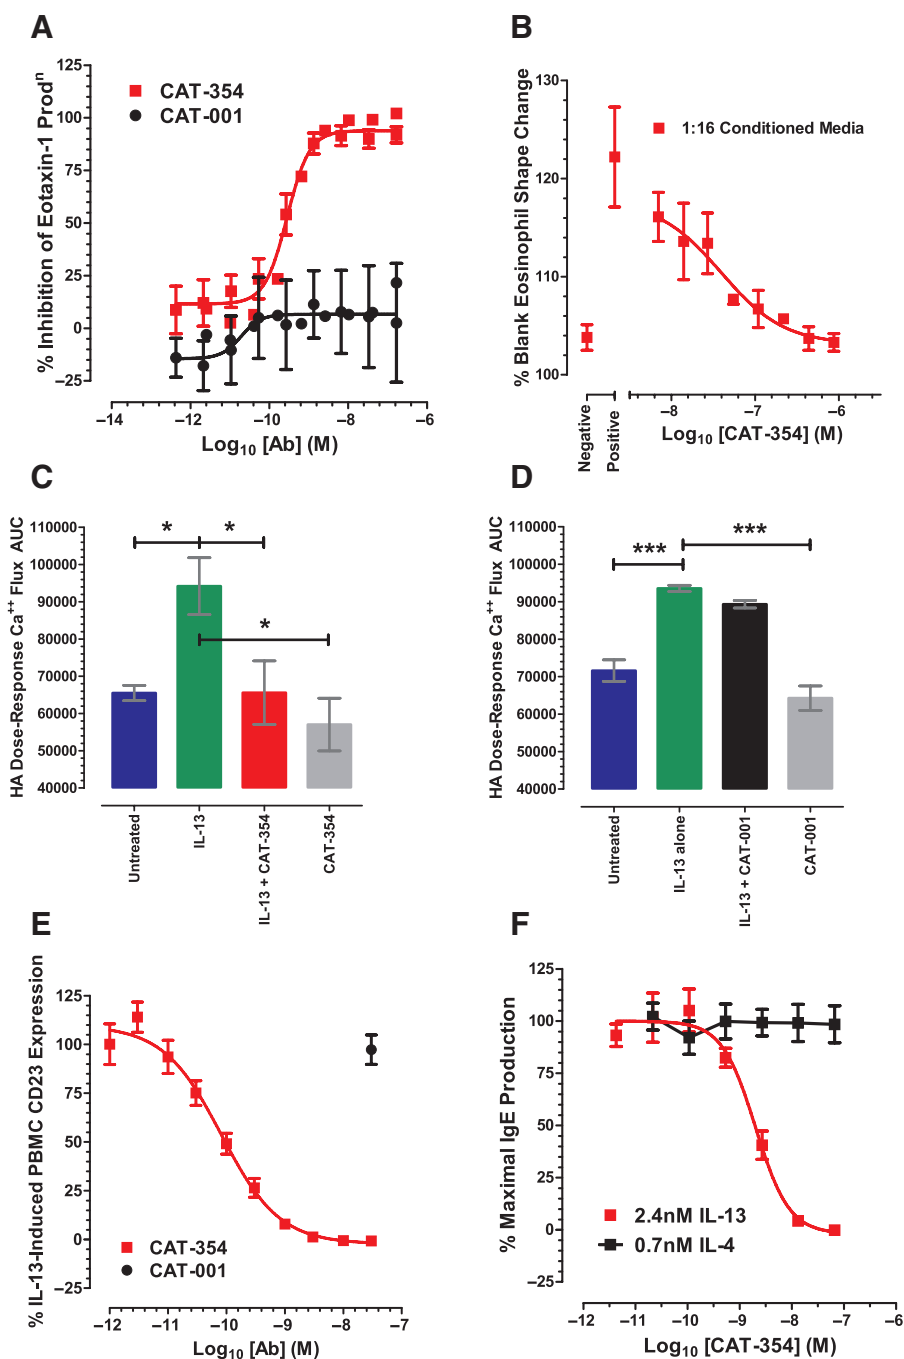 A
% Inhibition of Eotaxin-1 Prodⁿ
125
100
75
50
25
0
−25
CAT-354
CAT-001
−14
−12
−10
−8
−6
Log₁₀ [Ab] (M)
B
% Blank Eosinophil Shape Change
130
120
110
100
1:16 Conditioned Media
Negative
Positive
−8
−7
−6
Log₁₀ [CAT-354] (M)
C
HA Dose-Response Ca⁺⁺ Flux AUC
110000
100000
90000
80000
70000
60000
50000
40000
*
*
*
Untreated
IL-13
IL-13 + CAT-354
CAT-354
D
HA Dose-Response Ca⁺⁺ Flux AUC
110000
100000
90000
80000
70000
60000
50000
40000
***
***
Untreated
IL-13 alone
IL-13 + CAT-001
CAT-001
E
% IL-13-Induced PBMC CD23 Expression
125
100
75
50
25
0
−25
CAT-354
CAT-001
−12
−11
−10
−9
−8
−7
Log₁₀ [Ab] (M)
F
% Maximal IgE Production
125
100
75
50
25
0
−25
2.4nM IL-13
0.7nM IL-4
−12
−11
−10
−9
−8
−7
−6
Log₁₀ [CAT-354] (M)